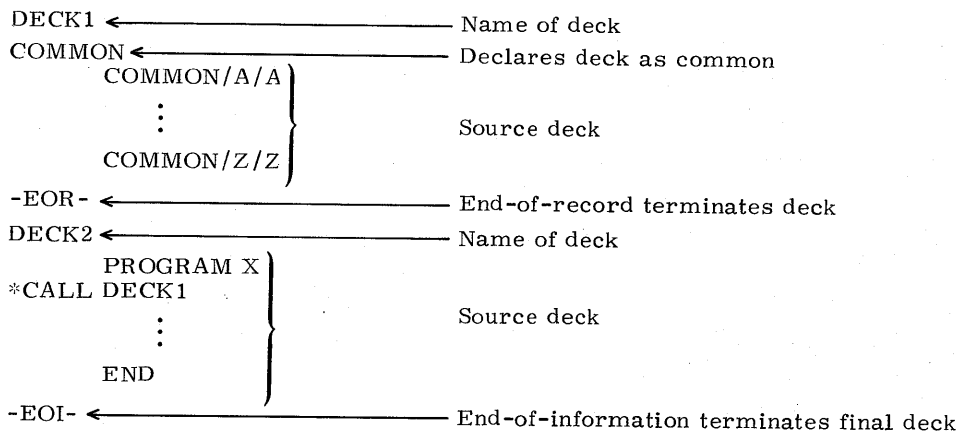 DECK1 Name of deck
COMMON Declares deck as common
COMMON/A/A
Source deck
COMMON/Z/Z
-EOR- End-of-record terminates deck
DECK2 Name of deck
PROGRAM X
*CALL DECK1
Source deck
END
-EOI- End-of-information terminates final deck